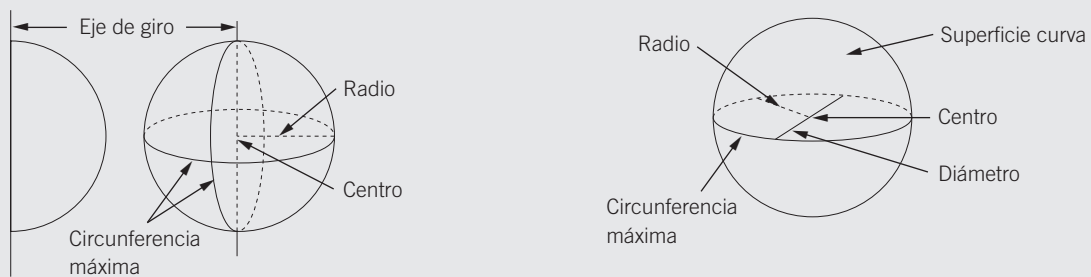 Eje de giro
Radio
Centro
Circunferencia
máxima
Superficie curva
Radio
Centro
Diámetro
Circunferencia
máxima